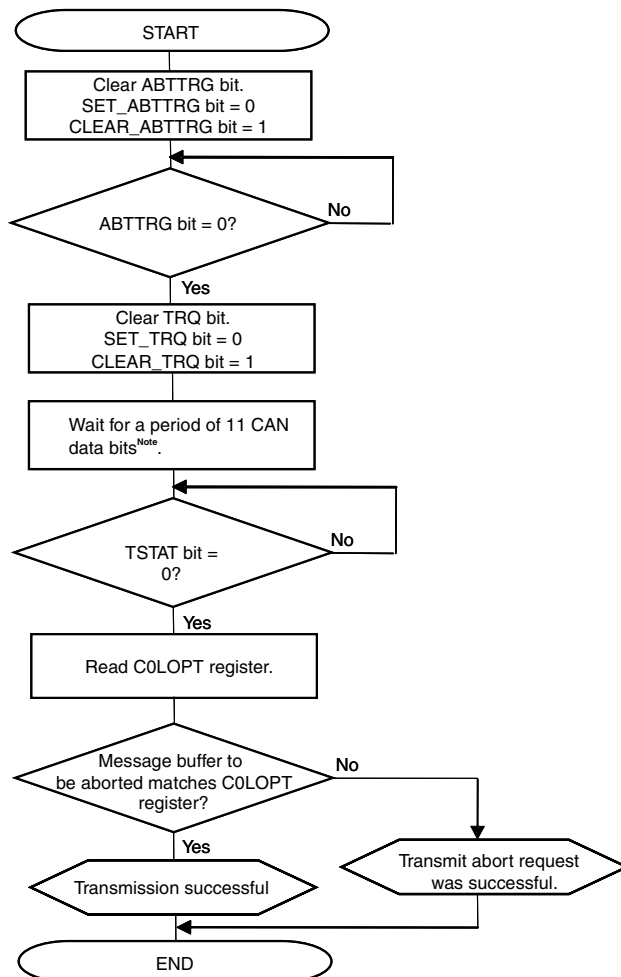 START
Clear ABTTRG bit.
SET_ABTTRG bit = 0
CLEAR_ABTTRG bit = 1
ABTTRG bit = 0?
No
Yes
Clear TRQ bit.
SET_TRQ bit = 0
CLEAR_TRQ bit = 1
Wait for a period of 11 CAN
data bitsNote.
TSTAT bit =
0?
No
Yes
Read C0LOPT register.
Message buffer to
be aborted matches C0LOPT
register?
No
Yes
Transmission successful
Transmit abort request
was successful.
END